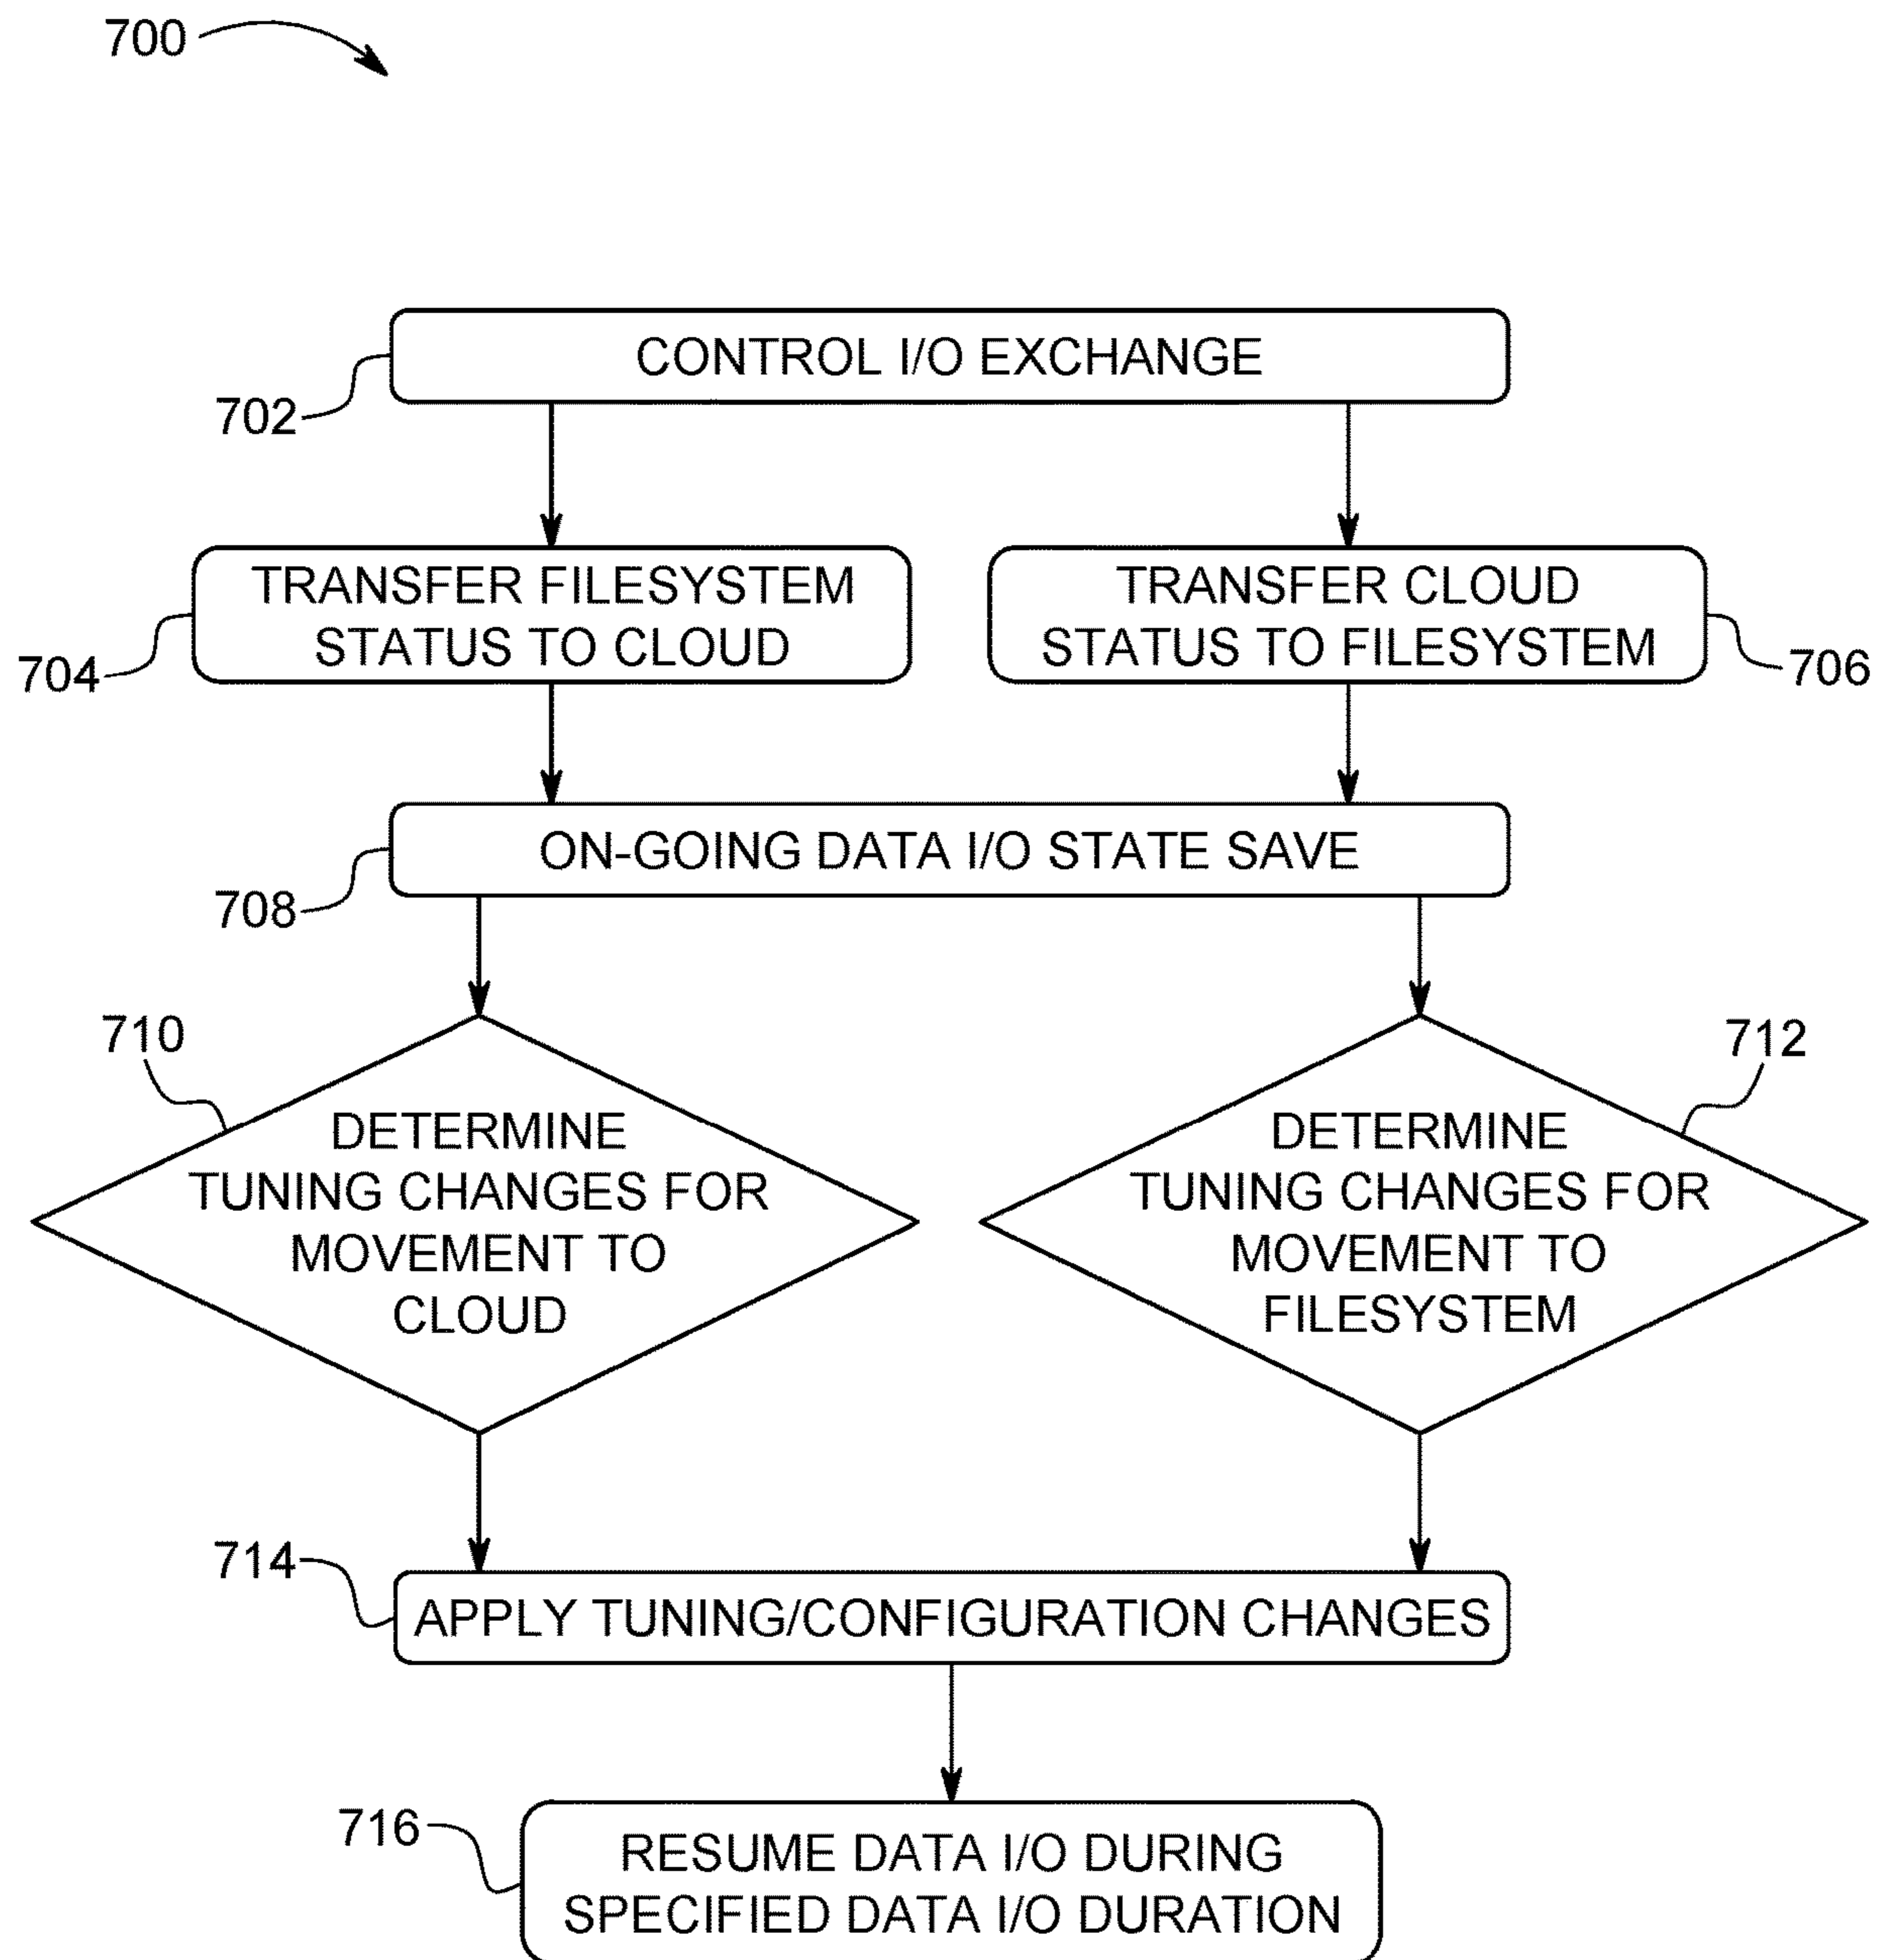 700
CONTROL I/O EXCHANGE
702
TRANSFER FILESYSTEM
STATUS TO CLOUD
704
TRANSFER CLOUD
STATUS TO FILESYSTEM
706
ON-GOING DATA I/O STATE SAVE
708
710
DETERMINE
TUNING CHANGES FOR
MOVEMENT TO
CLOUD
712
DETERMINE
TUNING CHANGES FOR
MOVEMENT TO
FILESYSTEM
714
APPLY TUNING/CONFIGURATION CHANGES
716
RESUME DATA I/O DURING
SPECIFIED DATA I/O DURATION